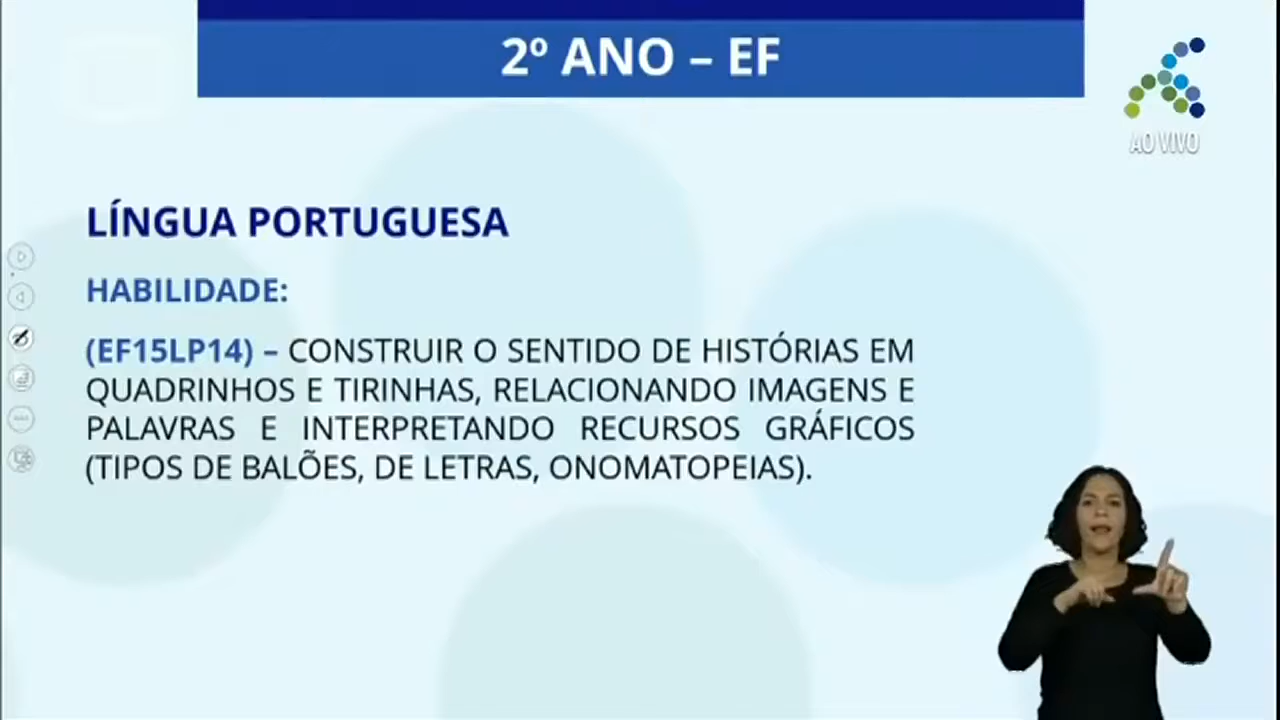 2º ANO – EF
AO VIVO
LÍNGUA PORTUGUESA
HABILIDADE:
(EF15LP14) – CONSTRUIR O SENTIDO DE HISTÓRIAS EM
QUADRINHOS E TIRINHAS, RELACIONANDO IMAGENS E
PALAVRAS E INTERPRETANDO RECURSOS GRÁFICOS
(TIPOS DE BALÕES, DE LETRAS, ONOMATOPEIAS).